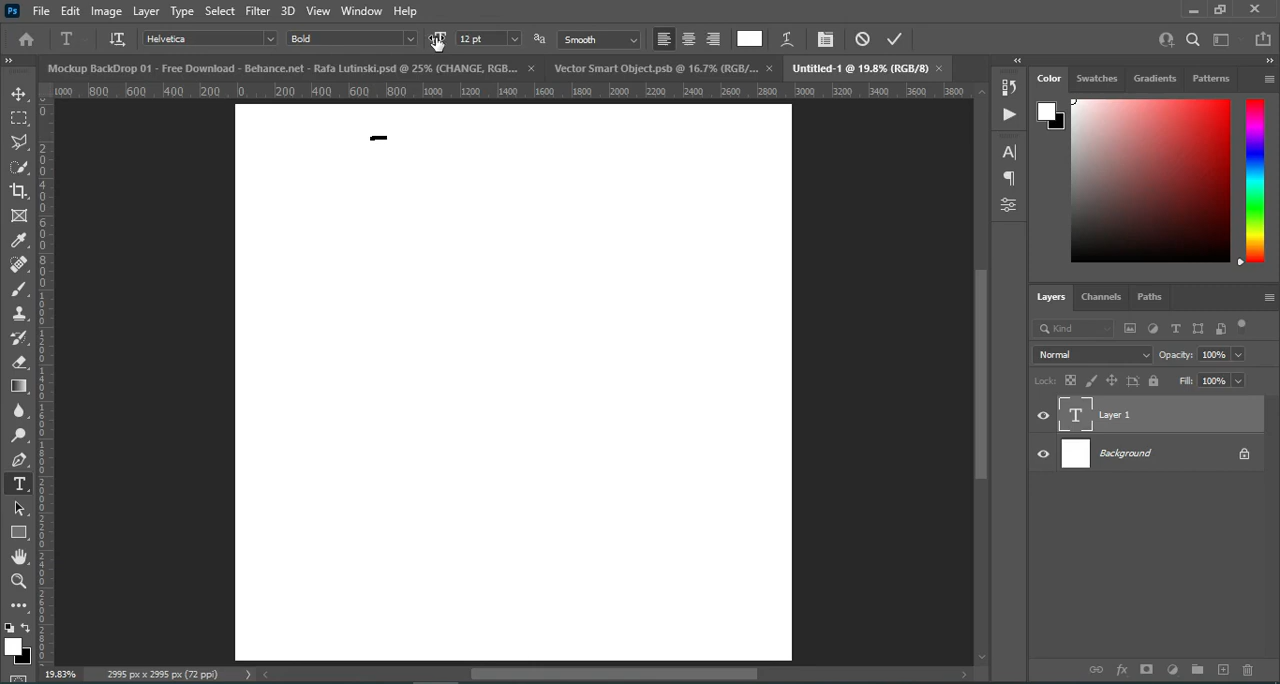 Ps File Edit Image Layer Type Select Filter 3D View Window Help
Helvetica Bold 12 pt aa Smooth
Mockup BackDrop 01 - Free Download - Behance.net - Rafa Lutinski.psd @ 25% (CHANGE, RGB... × Vector Smart Object.psb @ 16.7% (RGB/... × Untitled-1 @ 19.8% (RGB/8) ×
1000 800 600 400 200 0 200 400 600 800 1000 1200 1400 1600 1800 2000 2200 2400 2600 2800 3000 3200 3400 3600 3800
Color Swatches Gradients Patterns
Layers Channels Paths
Kind
Normal Opacity: 100%
Lock: Fill: 100%
T Layer 1
Background
19.83% 2995 px x 2995 px (72 ppi)